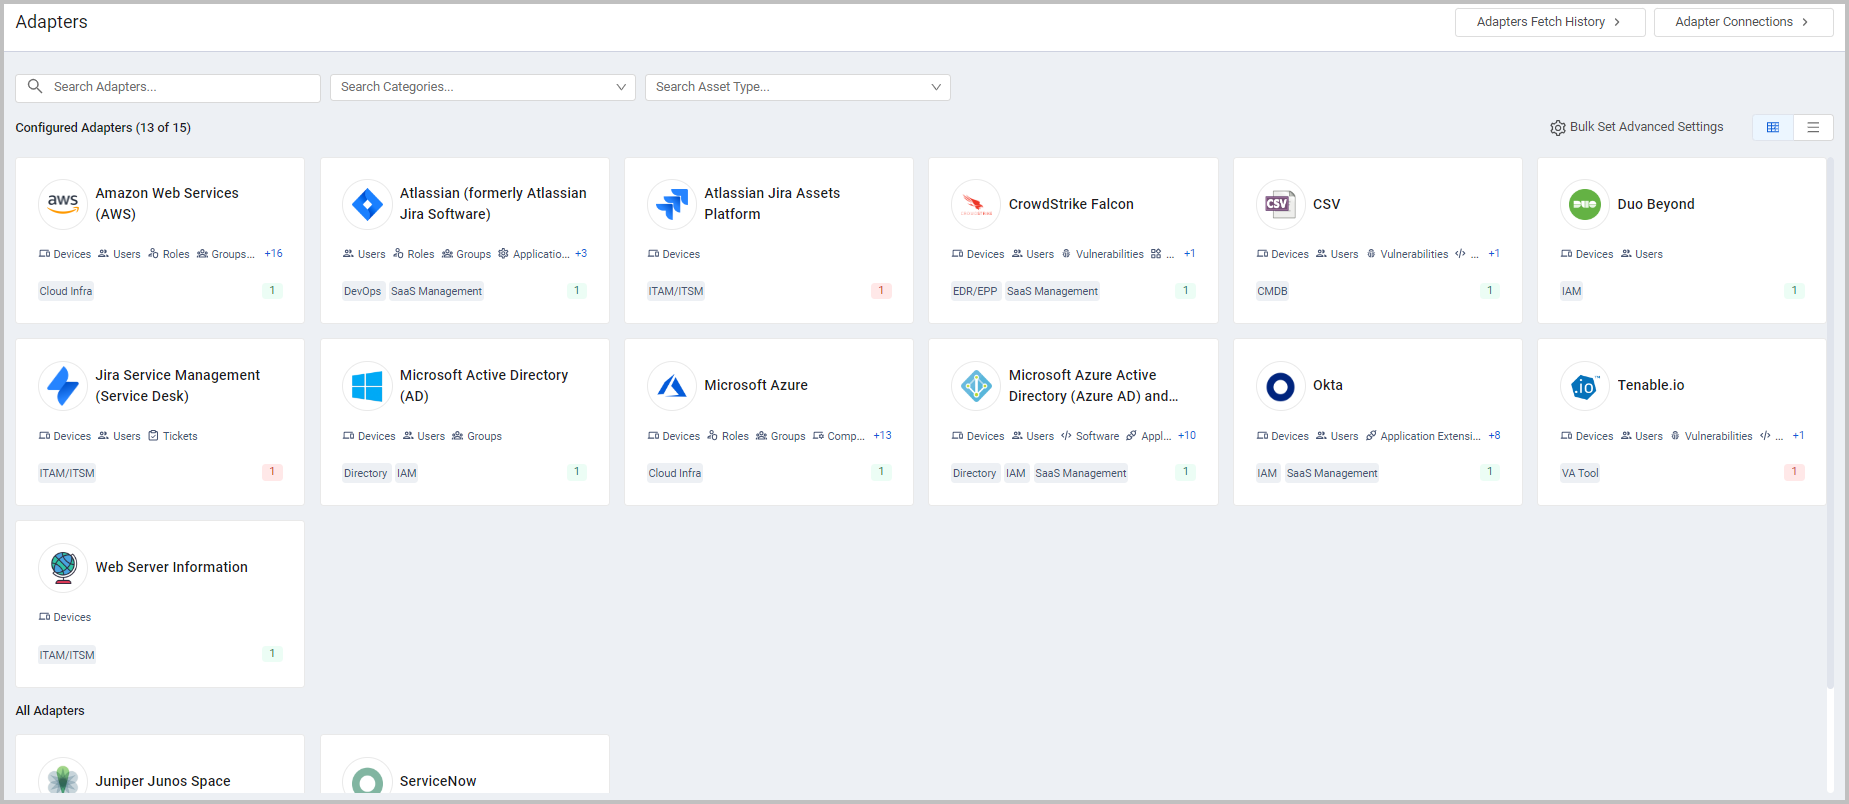 Adapters
Adapters Fetch History
Adapter Connections
Search Adapters...
Search Categories...
Search Asset Type...
Configured Adapters (13 of 15)
Bulk Set Advanced Settings
aws
Amazon Web Services
(AWS)
Devices Users Roles Groups... +16
Cloud Infra 1
Atlassian (formerly Atlassian
Jira Software)
Users Roles Groups Applicatio... +3
DevOps SaaS Management 1
Atlassian Jira Assets
Platform
Devices
ITAM/ITSM 1
CROWDSTRIKE
CrowdStrike Falcon
Devices Users Vulnerabilities ... +1
EDR/EPP SaaS Management 1
CSV
CSV
Devices Users Vulnerabilities ... +1
CMDB 1
DUO
Duo Beyond
Devices Users
IAM 1
Jira Service Management
(Service Desk)
Devices Users Tickets
ITAM/ITSM 1
Microsoft Active Directory
(AD)
Devices Users Groups
Directory IAM 1
Microsoft Azure
Devices Roles Groups Comp... +13
Cloud Infra 1
Microsoft Azure Active
Directory (Azure AD) and...
Devices Users Software Appl... +10
Directory IAM SaaS Management 1
Okta
Devices Users Application Extensi... +8
IAM SaaS Management 1
.io™
Tenable.io
Devices Users Vulnerabilities ... +1
VA Tool 1
Web Server Information
Devices
ITAM/ITSM 1
All Adapters
Juniper Junos Space
ServiceNow